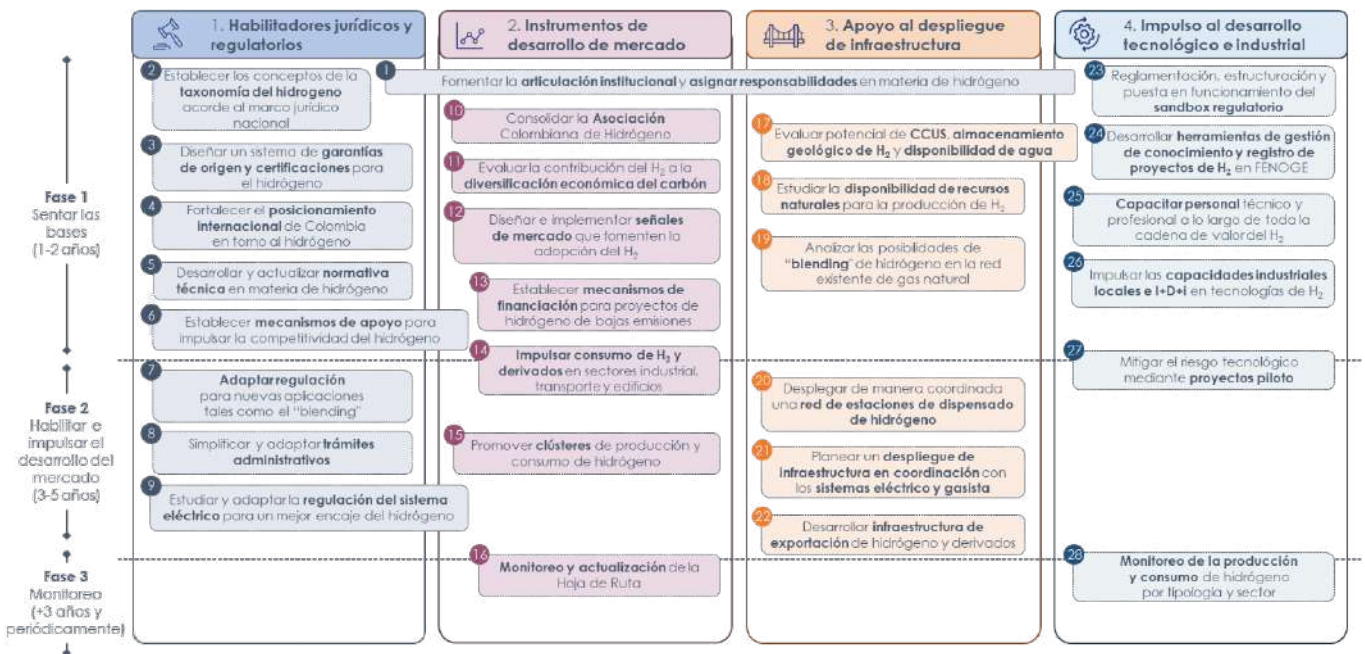 1. Habilitadores jurídicos y
regulatorios
2. Instrumentos de
desarrollo de mercado
3. Apoyo al despliegue
de infraestructura
4. Impulso al desarrollo
tecnológico e industrial
Fase 1
Sentar las
bases
(1-2 años)
Fase 2
Habilitar e
impulsar el
desarrollo del
mercado
(3-5 años)
Fase 3
Monitorea
(+3 años y
periódicamente)
1
Fomentar la articulación institucional y asignar responsabilidades en materia de hidrógeno
2
Establecer los conceptos de la
taxonomía del hidrogeno
acorde al marco jurídico
nacional
3
Diseñar un sistema de garantías
de origen y certificaciones para
el hidrógeno
4
Fortalecer el posicionamiento
internacional de Colombia
en torno al hidrógeno
5
Desarrollar y actualizar normativa
técnica en materia de hidrógeno
6
Establecer mecanismos de apoyo para
impulsar la competitividad del hidrógeno
7
Adaptar regulación
para nuevas aplicaciones
tales como el "blending"
8
Simplificar y adaptar trámites
administrativos
9
Estudiar y adaptar la regulación del sistema
eléctrico para un mejor encaje del hidrógeno
10
Consolidar la Asociación
Colombiana de Hidrógeno
11
Evaluar la contribución del H2 a la
diversificación económica del carbón
12
Diseñar e implementar señales
de mercado que fomenten la
adopción del H2
13
Establecer mecanismos de
financiación para proyectos de
hidrógeno de bajas emisiones
14
Impulsar consumo de H2 y
derivados en sectores industrial,
transporte y edificios
15
Promover clústeres de producción y
consumo de hidrógeno
16
Monitoreo y actualización de la
Hoja de Ruta
17
Evaluar potencial de CCUS, almacenamiento
geológico de H2 y disponibilidad de agua
18
Estudiar la disponibilidad de recursos
naturales para la producción de H2
19
Analizar las posibilidades de
"blending" de hidrógeno en la red
existente de gas natural
20
Desplegar de manera coordinada
una red de estaciones de dispensado
de hidrógeno
21
Planear un despliegue de
infraestructura en coordinación con
los sistemas eléctrico y gasista
22
Desarrollar infraestructura de
exportación de hidrógeno y derivados
23
Reglamentación, estructuración y
puesta en funcionamiento del
sandbox regulatorio
24
Desarrollar herramientas de gestión
de conocimiento y registro de
proyectos de H2 en FENOGE
25
Capacitar personal técnico y
profesional a lo largo de toda la
cadena de valor del H2
26
Impulsar las capacidades industriales
locales e I+D+i en tecnologías de H2
27
Mitigar el riesgo tecnológico
mediante proyectos piloto
28
Monitoreo de la producción
y consumo de hidrógeno
por tipología y sector